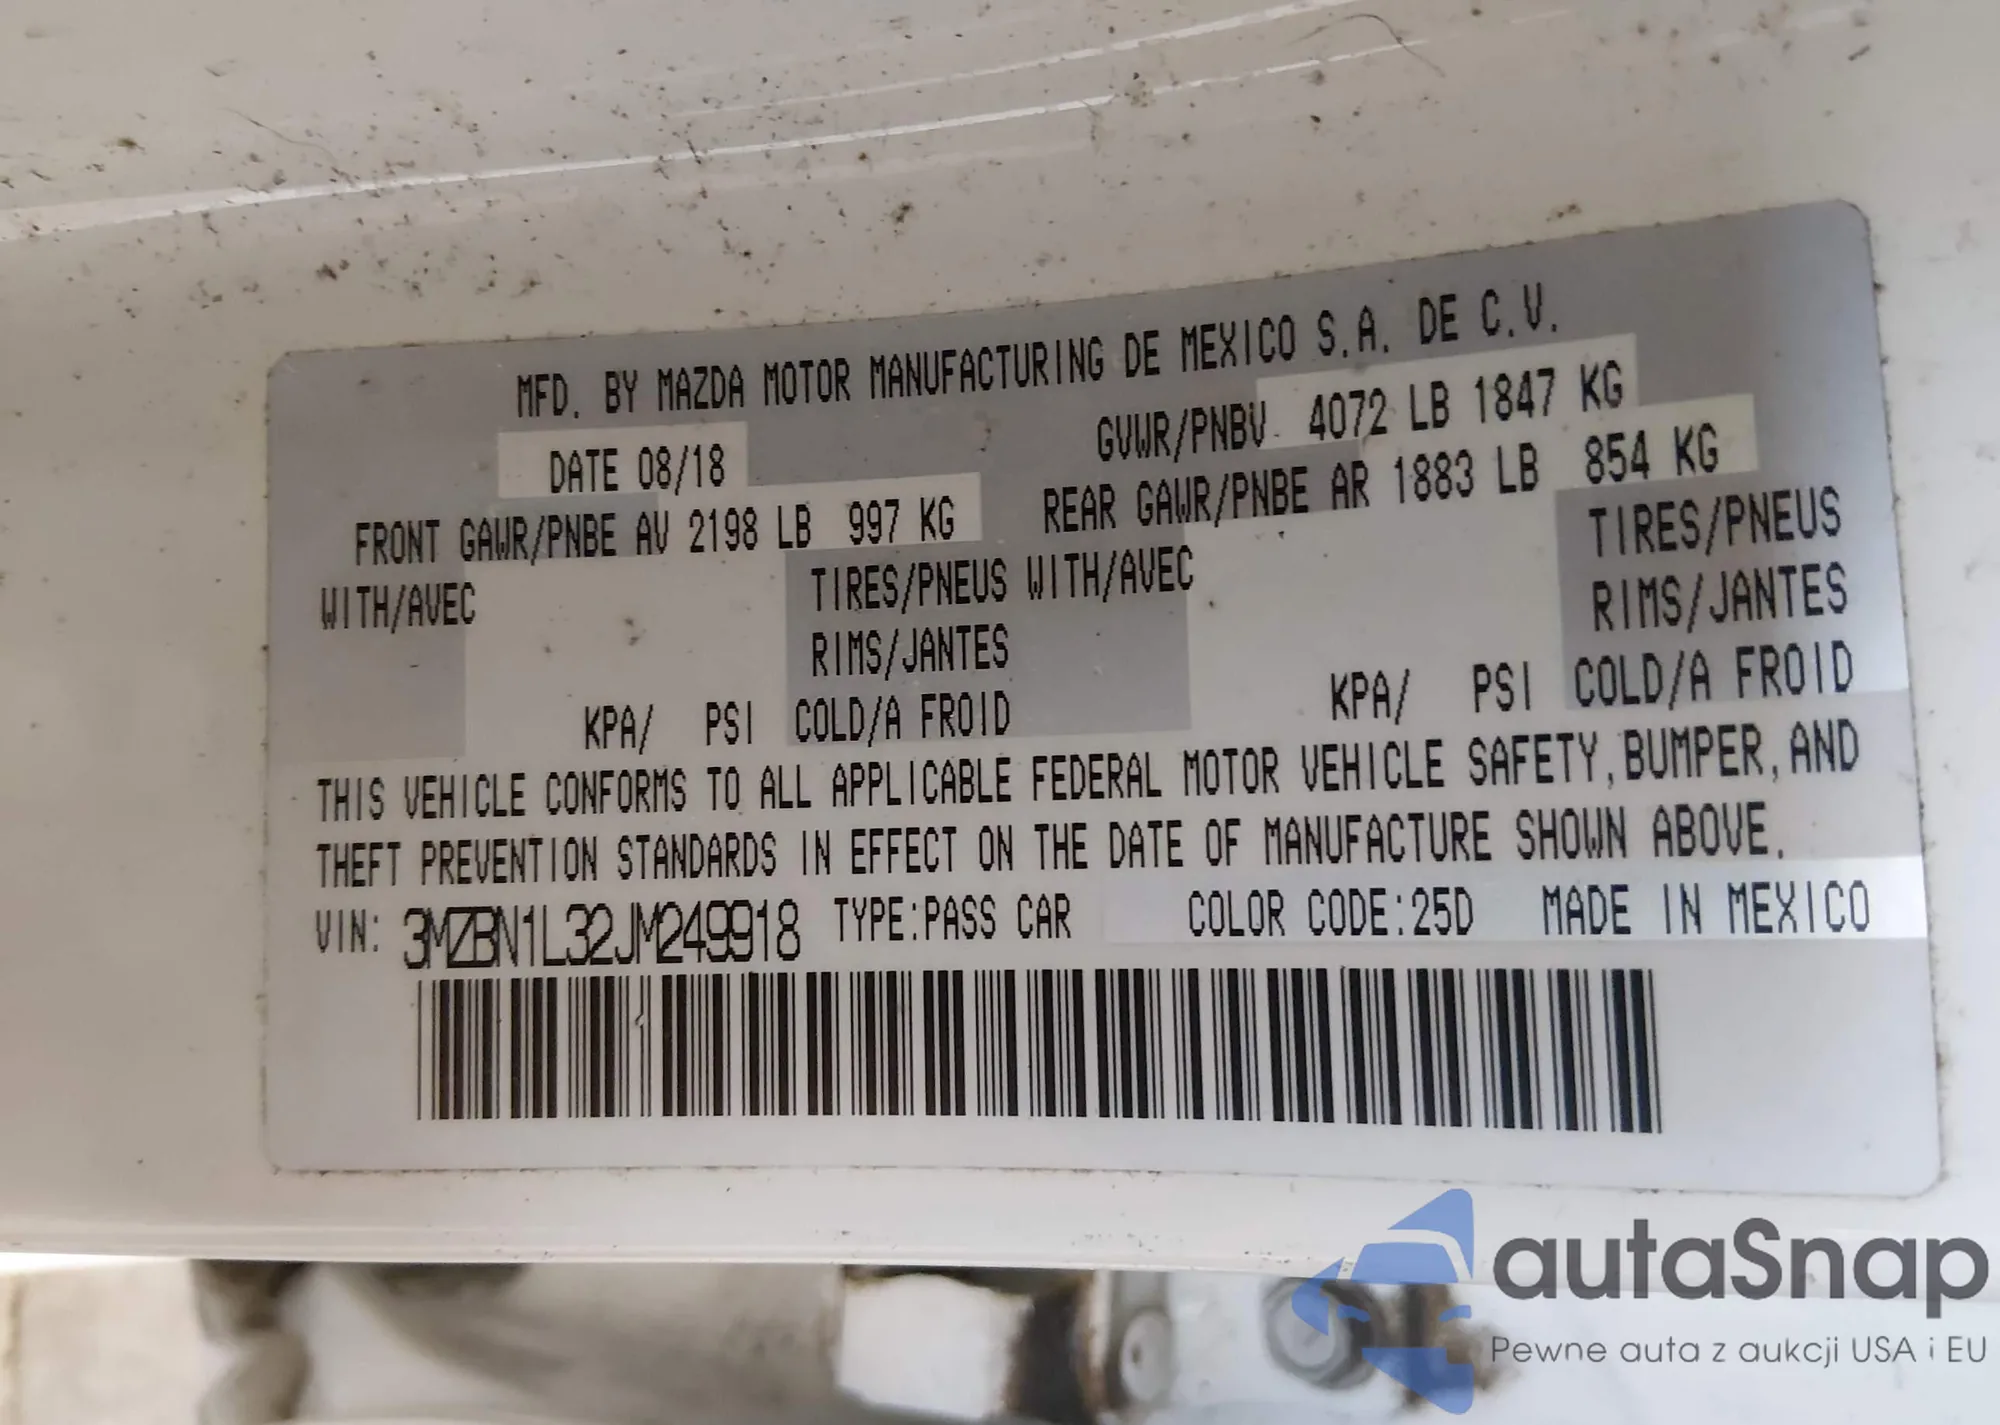 MFD. BY MAZDA MOTOR MANUFACTURING DE MEXICO S.A. DE C.V.
DATE 08/18 GVWR/PNBV 4072 LB 1847 KG
FRONT GAWR/PNBE AV 2198 LB 997 KG REAR GAWR/PNBE AR 1883 LB 854 KG
WITH/AVEC TIRES/PNEUS WITH/AVEC TIRES/PNEUS
RIMS/JANTES RIMS/JANTES
KPA/ PSI COLD/A FROID KPA/ PSI COLD/A FROID
THIS VEHICLE CONFORMS TO ALL APPLICABLE FEDERAL MOTOR VEHICLE SAFETY, BUMPER, AND
THEFT PREVENTION STANDARDS IN EFFECT ON THE DATE OF MANUFACTURE SHOWN ABOVE.
VIN: 3MZBN1L32JM249918 TYPE:PASS CAR COLOR CODE:25D MADE IN MEXICO
autaSnap
Pewne auta z aukcji USA i EU